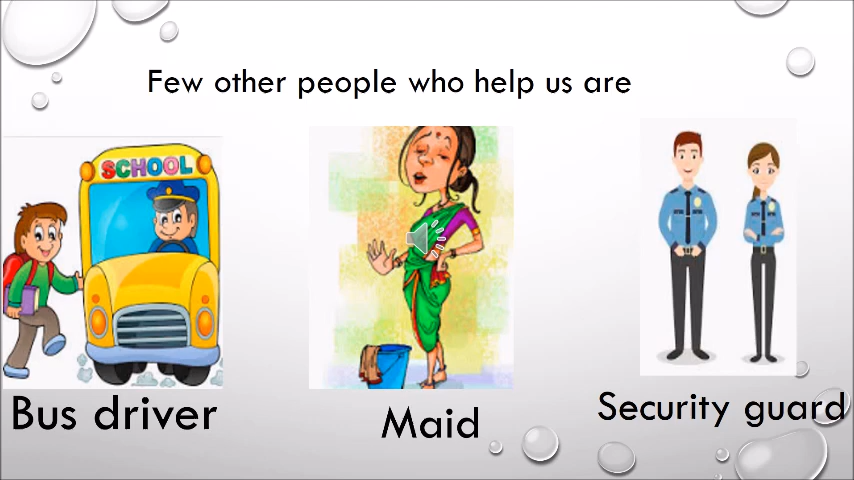 Few other people who help us are
SCHOOL
Bus driver
Maid
Security guard